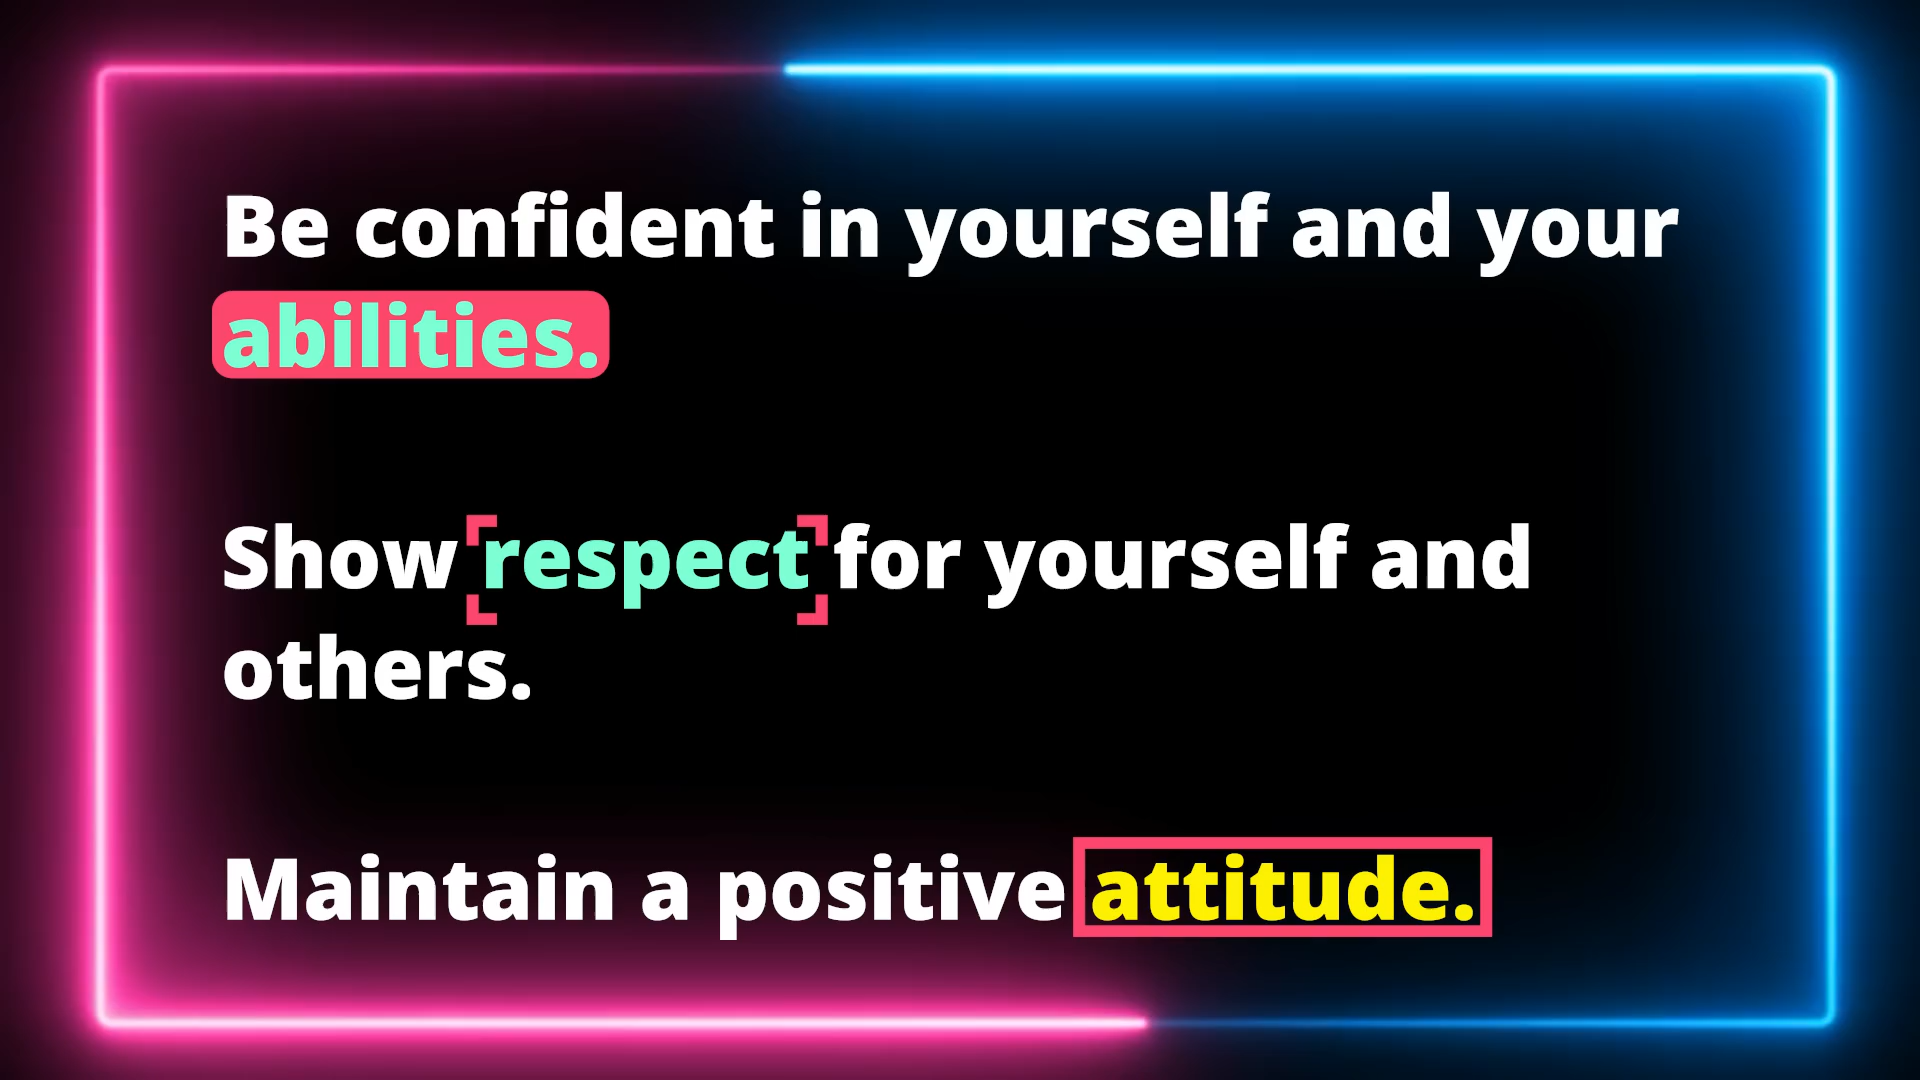 Be confident in yourself and your
abilities.
Show respect for yourself and
others.
Maintain a positive attitude.